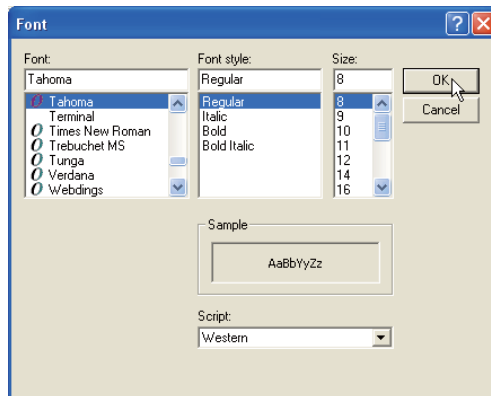 Font
Font:
Tahoma
Tahoma
Terminal
Times New Roman
Trebuchet MS
Tunga
Verdana
Webdings
Font style:
Regular
Regular
Italic
Bold
Bold Italic
Size:
8
8
9
10
11
12
14
16
OK
Cancel
Sample
AaBbYyZz
Script:
Western